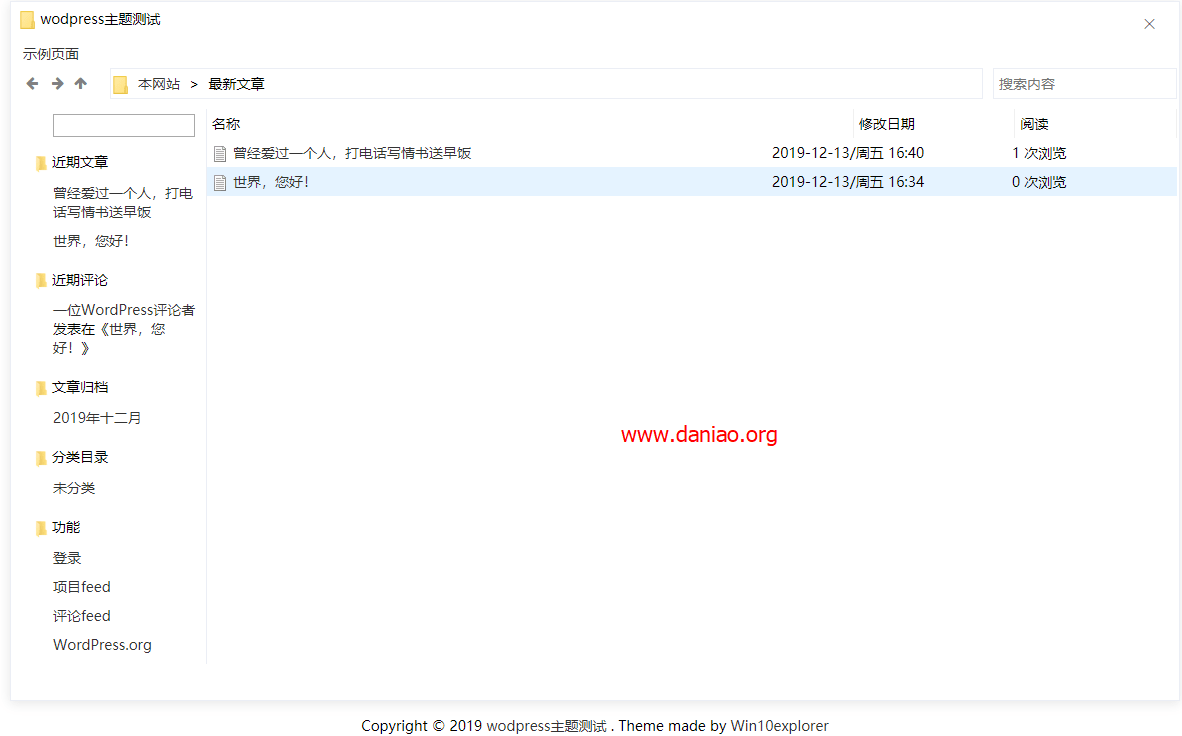 wodpress主题测试
示例页面
本网站 > 最新文章
搜索内容
近期文章
曾经爱过一个人，打电
话写情书送早饭
世界，您好！
近期评论
一位WordPress评论者
发表在《世界，您
好！》
文章归档
2019年十二月
分类目录
未分类
功能
登录
项目feed
评论feed
WordPress.org
名称 修改日期 阅读
曾经爱过一个人，打电话写情书送早饭 2019-12-13/周五 16:40 1 次浏览
世界，您好！ 2019-12-13/周五 16:34 0 次浏览
www.daniao.org
Copyright © 2019 wodpress主题测试 . Theme made by Win10explorer